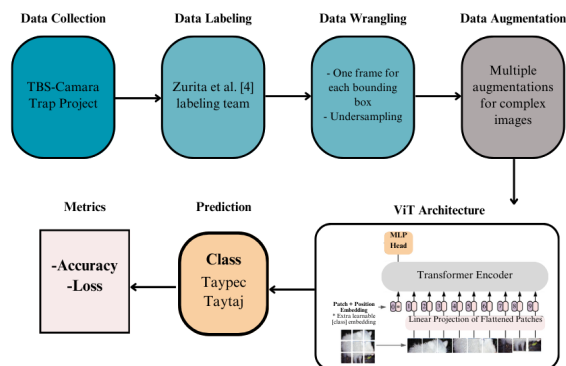 Data Collection
Data Labeling
Data Wrangling
Data Augmentation
TBS-Camara
Trap Project
Zurita et al. [4]
labeling team
- One frame for
each bounding
box
- Undersampling
Multiple
augmentations
for complex
images
Metrics
Prediction
ViT Architecture
-Accuracy
-Loss
Class
Taypec
Taytaj
MLP
Head
Transformer Encoder
Patch + Position
Embedding
* Extra learnable
[class] embedding
Linear Projection of Flattened Patches